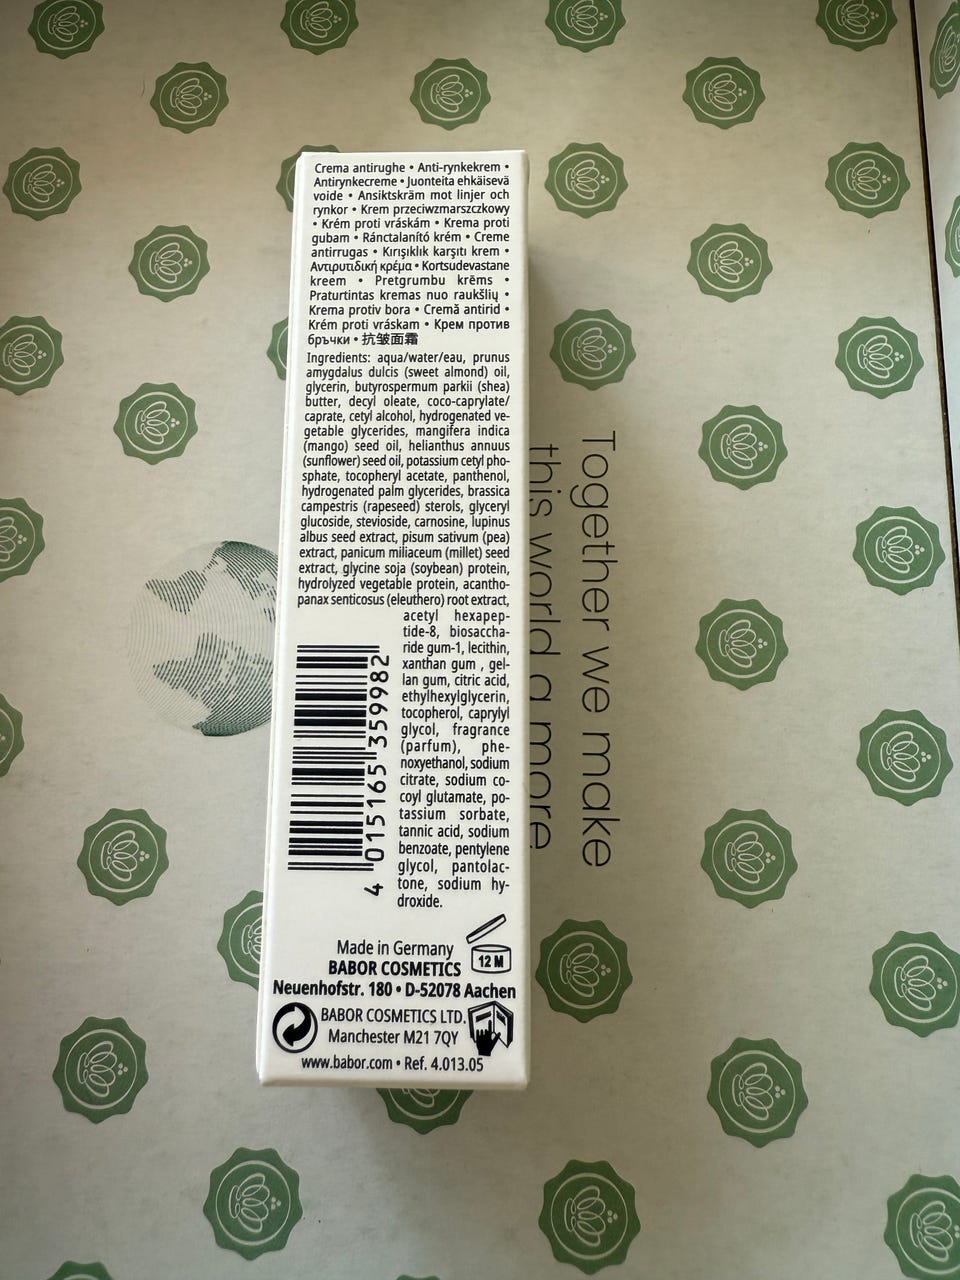 Crema antirughe • Anti-rynkekrem •
Antirynkecreme • Juonteita ehkäisevä
voide • Ansiktskräm mot linjer och
rynkor • Krem przeciwzmarszczkowy
• Krém proti vráskám • Krema proti
gubam • Ránctalanító krém • Creme
antirrugas • Kırışıklık karşıtı krem •
Αντιρυτιδική κρέμα • Kortsudevastane
kreem • Pretgrumbu krēms •
Praturtintas kremas nuo raukšlių •
Krema protiv bora • Cremă antirid •
Krém proti vráskam • Крем против
бръчки • 抗皱面霜
Ingredients: aqua/water/eau, prunus
amygdalus dulcis (sweet almond) oil,
glycerin, butyrospermum parkii (shea)
butter, decyl oleate, coco-caprylate/
caprate, cetyl alcohol, hydrogenated ve-
getable glycerides, mangifera indica
(mango) seed oil, helianthus annuus
(sunflower) seed oil, potassium cetyl pho-
sphate, tocopheryl acetate, panthenol,
hydrogenated palm glycerides, brassica
campestris (rapeseed) sterols, glyceryl
glucoside, stevioside, carnosine, lupinus
albus seed extract, pisum sativum (pea)
extract, panicum miliaceum (millet) seed
extract, glycine soja (soybean) protein,
hydrolyzed vegetable protein, acantho-
panax senticosus (eleuthero) root extract,
acetyl hexapep-
tide-8, biosaccha-
ride gum-1, lecithin,
xanthan gum , gel-
lan gum, citric acid,
ethylhexylglycerin,
tocopherol, caprylyl
glycol, fragrance
(parfum), phe-
noxyethanol, sodium
citrate, sodium co-
coyl glutamate, po-
tassium sorbate,
tannic acid, sodium
benzoate, pentylene
glycol, pantolac-
tone, sodium hy-
droxide.
4 015165 359982
Made in Germany
12 M
BABOR COSMETICS
Neuenhofstr. 180 • D-52078 Aachen
BABOR COSMETICS LTD.
Manchester M21 7QY
www.babor.com • Ref. 4.013.05
Together we make
this world a more